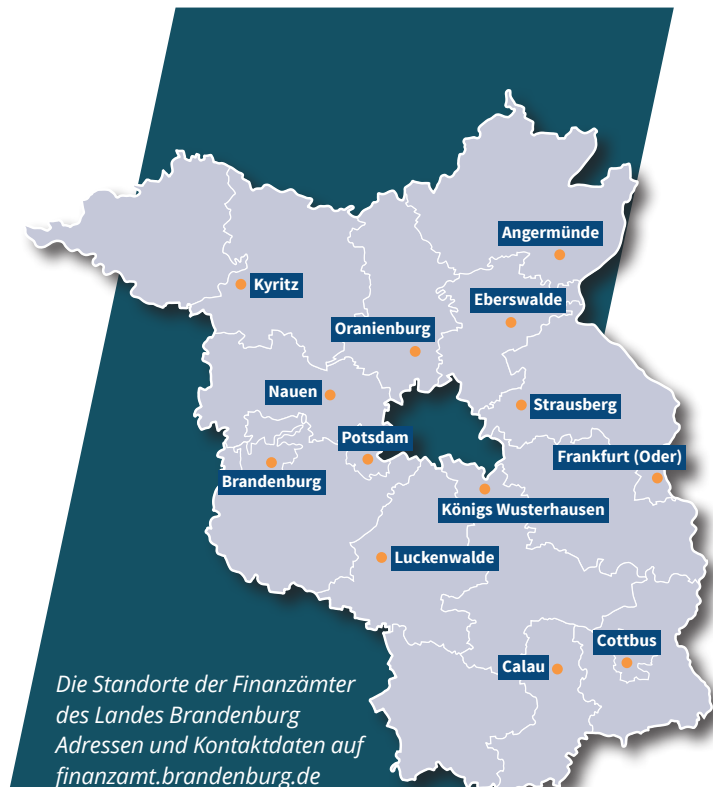 Angermünde
Kyritz
Eberswalde
Oranienburg
Nauen
Strausberg
Potsdam
Frankfurt (Oder)
Brandenburg
Königs Wusterhausen
Luckenwalde
Cottbus
Calau
Die Standorte der Finanzämter
des Landes Brandenburg
Adressen und Kontaktdaten auf
finanzamt.brandenburg.de